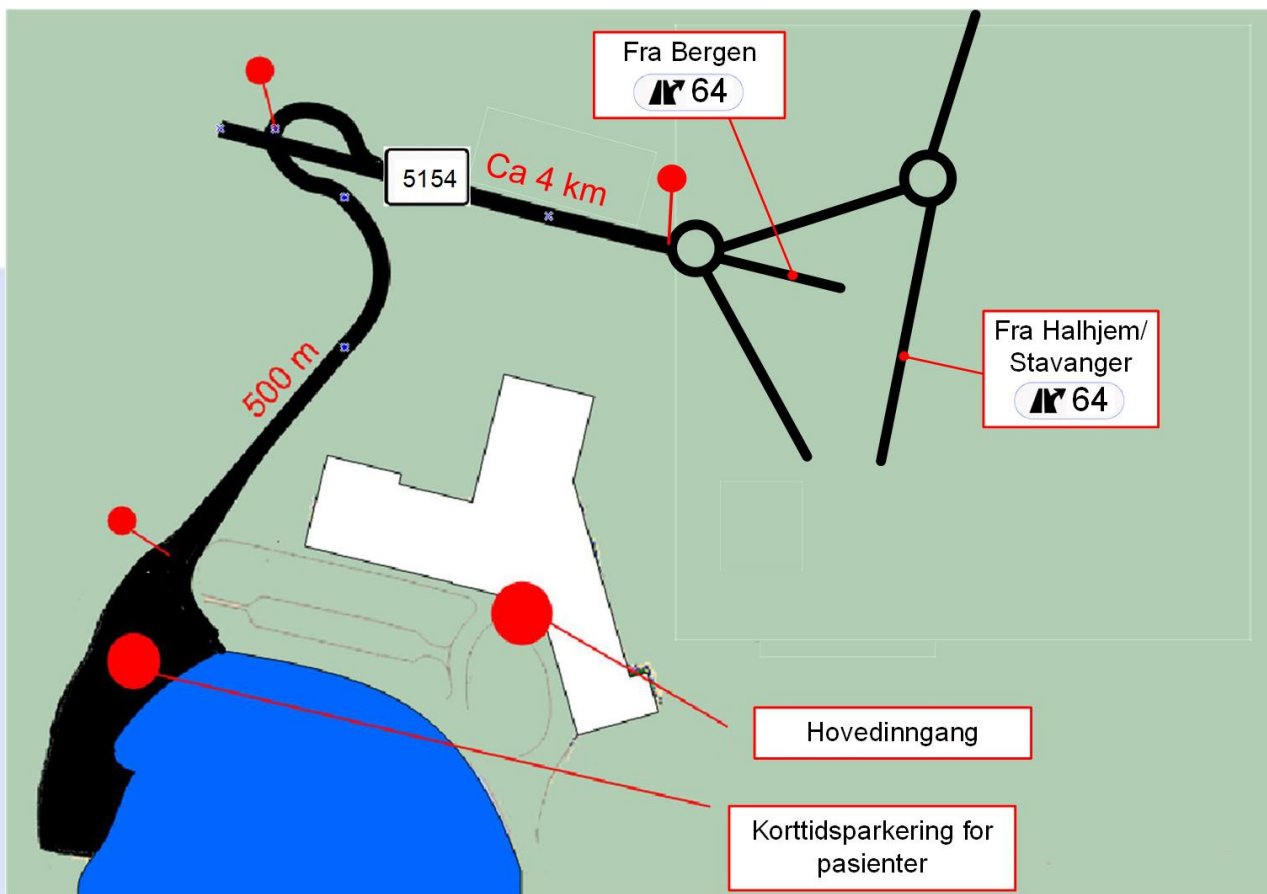 Fra Bergen
64
5154
Ca 4 km
Fra Halhjem/
Stavanger
64
500 m
Hovedinngang
Korttidsparkering for
pasienter